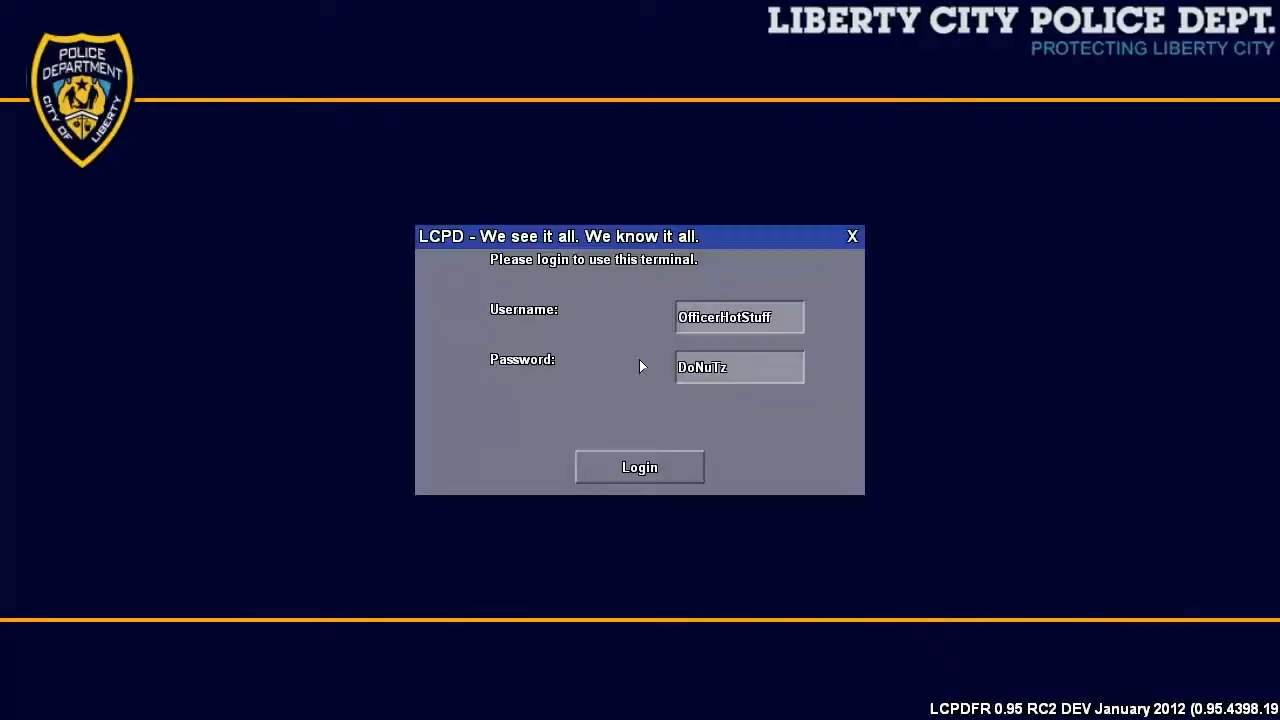 LIBERTY CITY POLICE DEPT.
PROTECTING LIBERTY CITY
POLICE
DEPARTMENT
CITY OF LIBERTY
LCPD - We see it all. We know it all. X
Please login to use this terminal.
Username: OfficerHotStuff
Password: DoNuTz
Login
LCPDFR 0.95 RC2 DEV January 2012 (0.95.4398.19